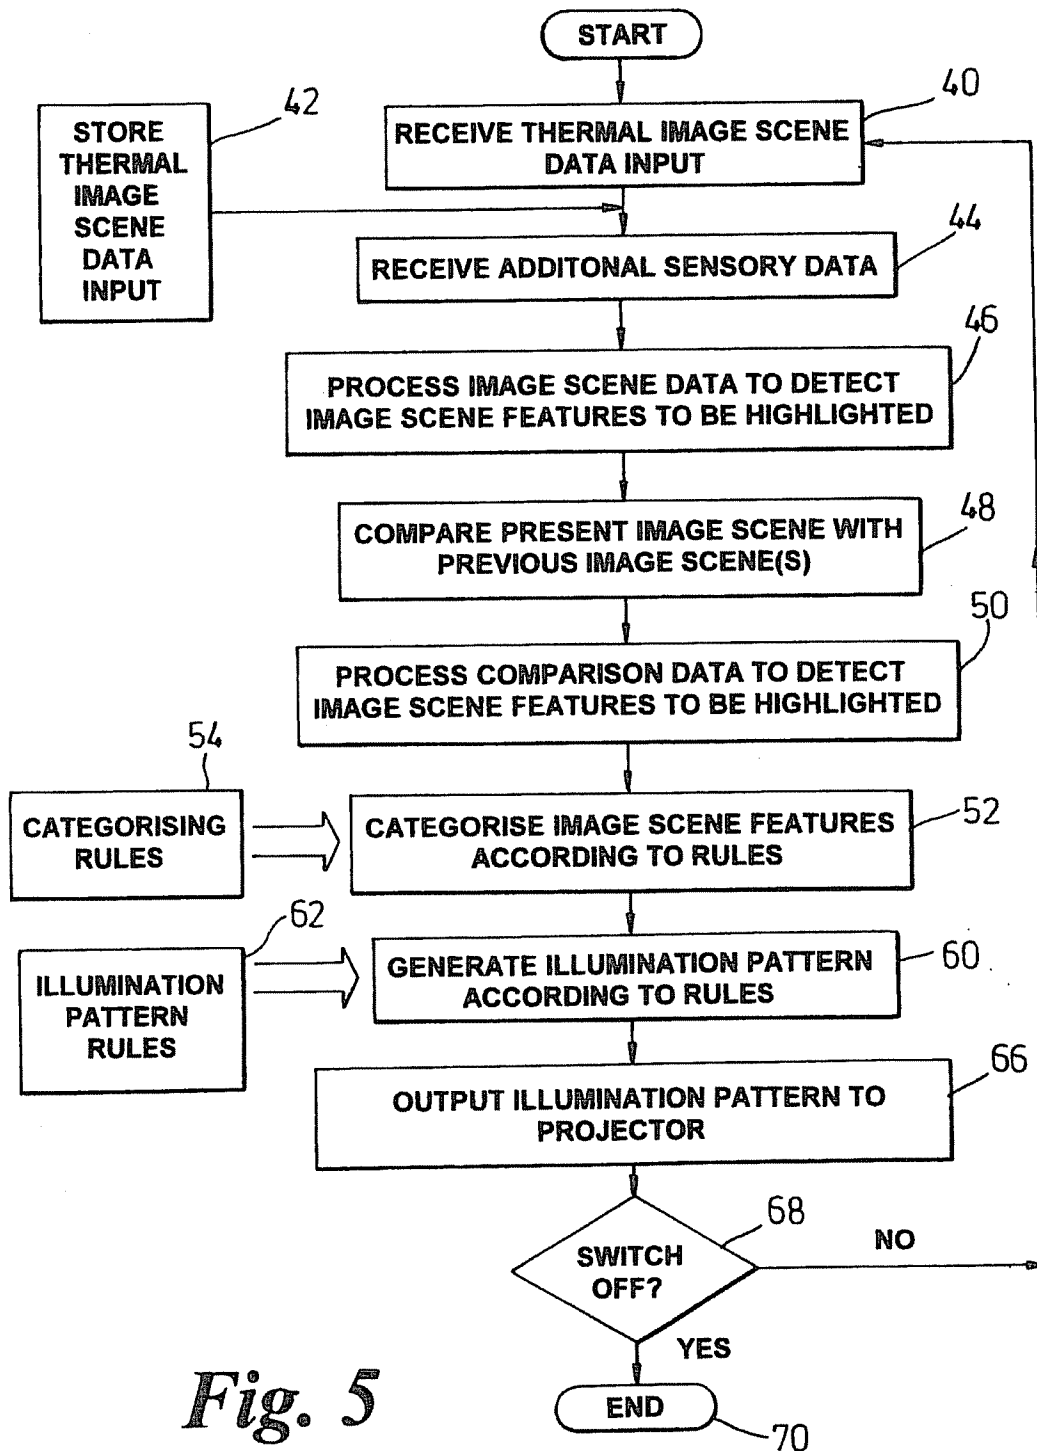 START
40
RECEIVE THERMAL IMAGE SCENE
DATA INPUT
42
STORE
THERMAL
IMAGE
SCENE
DATA
INPUT
44
RECEIVE ADDITONAL SENSORY DATA
46
PROCESS IMAGE SCENE DATA TO DETECT
IMAGE SCENE FEATURES TO BE HIGHLIGHTED
48
COMPARE PRESENT IMAGE SCENE WITH
PREVIOUS IMAGE SCENE(S)
50
PROCESS COMPARISON DATA TO DETECT
IMAGE SCENE FEATURES TO BE HIGHLIGHTED
54
CATEGORISING
RULES
CATEGORISE IMAGE SCENE FEATURES
ACCORDING TO RULES
52
62
ILLUMINATION
PATTERN
RULES
GENERATE ILLUMINATION PATTERN
ACCORDING TO RULES
60
66
OUTPUT ILLUMINATION PATTERN TO
PROJECTOR
68
SWITCH
OFF?
NO
YES
END
70
Fig. 5